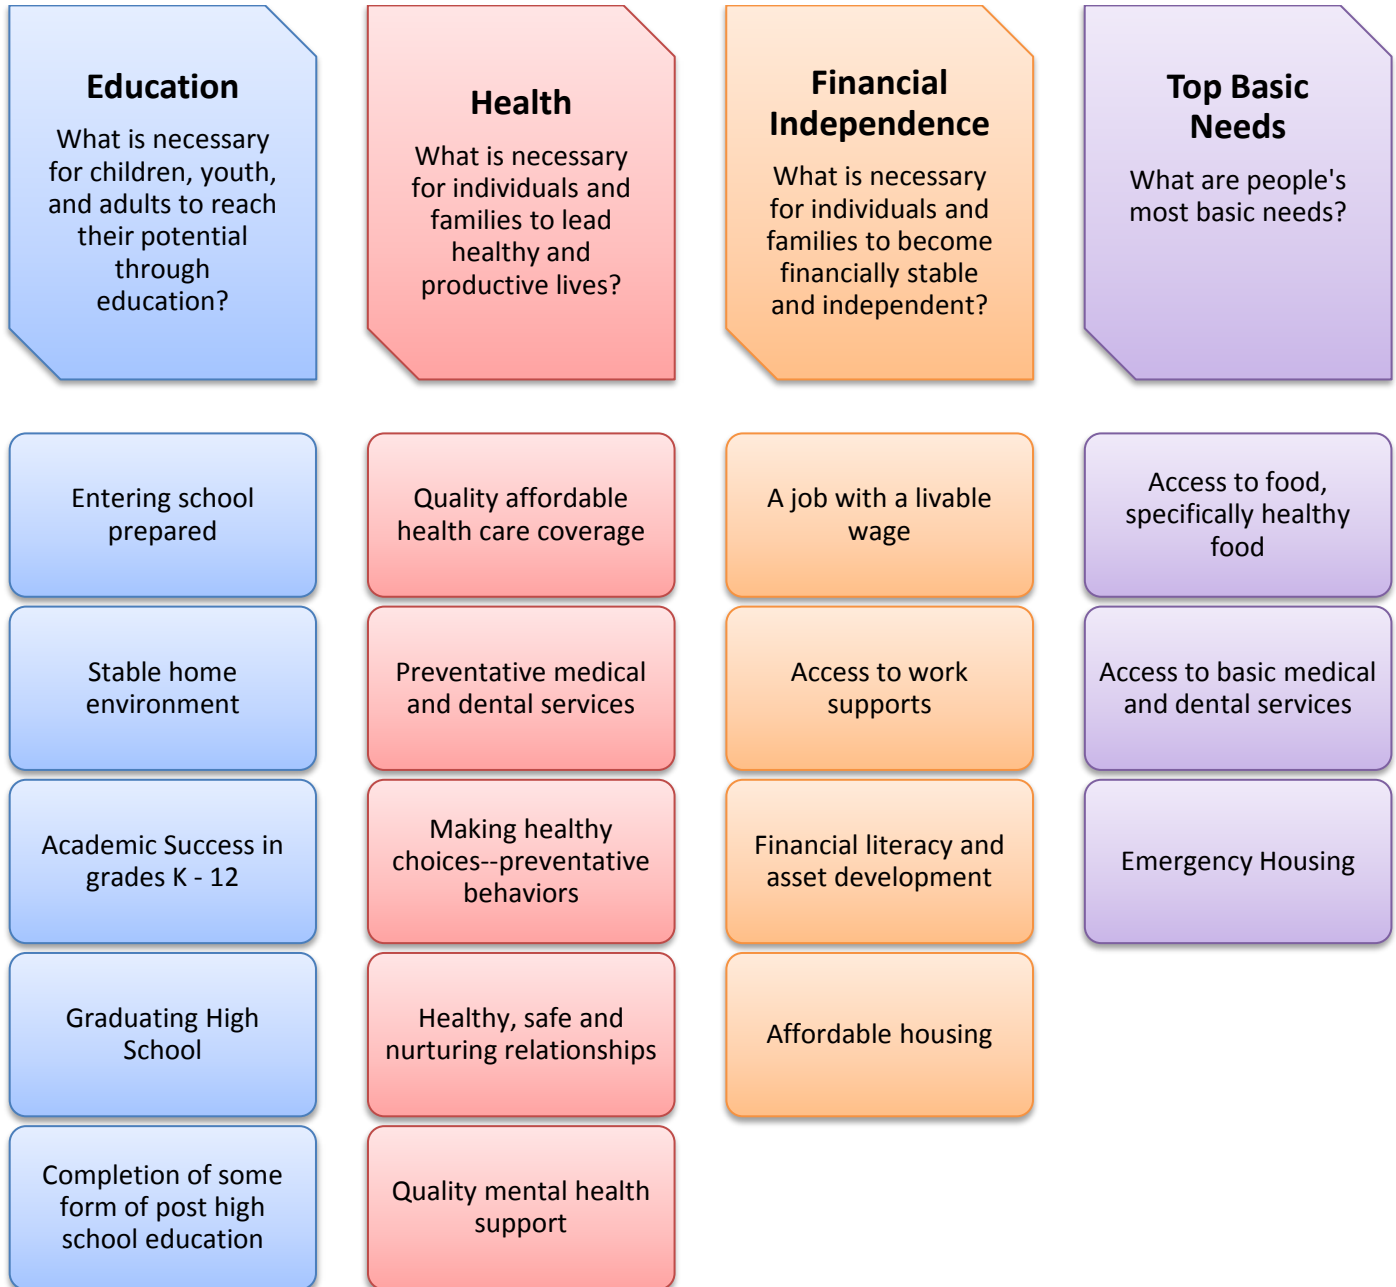 Education
What is necessary
for children, youth,
and adults to reach
their potential
through
education?
Entering school
prepared
Stable home
environment
Academic Success in
grades K - 12
Graduating High
School
Completion of some
form of post high
school education
Health
What is necessary
for individuals and
families to lead
healthy and
productive lives?
Quality affordable
health care coverage
Preventative medical
and dental services
Making healthy
choices--preventative
behaviors
Healthy, safe and
nurturing relationships
Quality mental health
support
Financial
Independence
What is necessary
for individuals and
families to become
financially stable
and independent?
A job with a livable
wage
Access to work
supports
Financial literacy and
asset development
Affordable housing
Top Basic
Needs
What are people's
most basic needs?
Access to food,
specifically healthy
food
Access to basic medical
and dental services
Emergency Housing